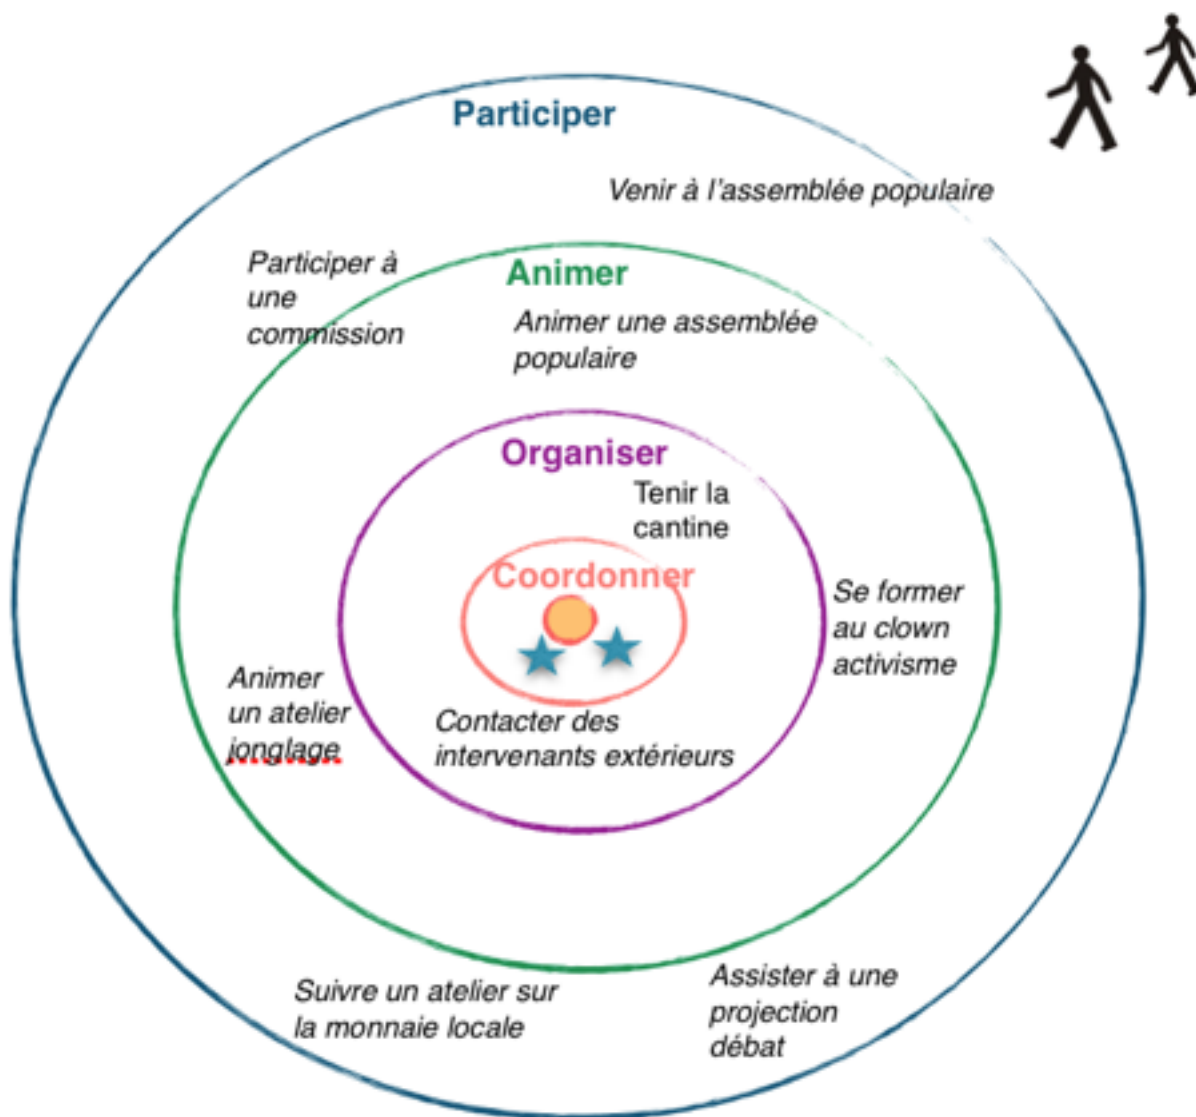 Participer
Venir à l'assemblée populaire
Participer à
une
commission
Animer
Animer une assemblée
populaire
Organiser
Tenir la
cantine
Coordonner
Se former
au clown
activisme
Animer
un atelier
jonglage
Contacter des
intervenants extérieurs
Suivre un atelier sur
la monnaie locale
Assister à une
projection
débat